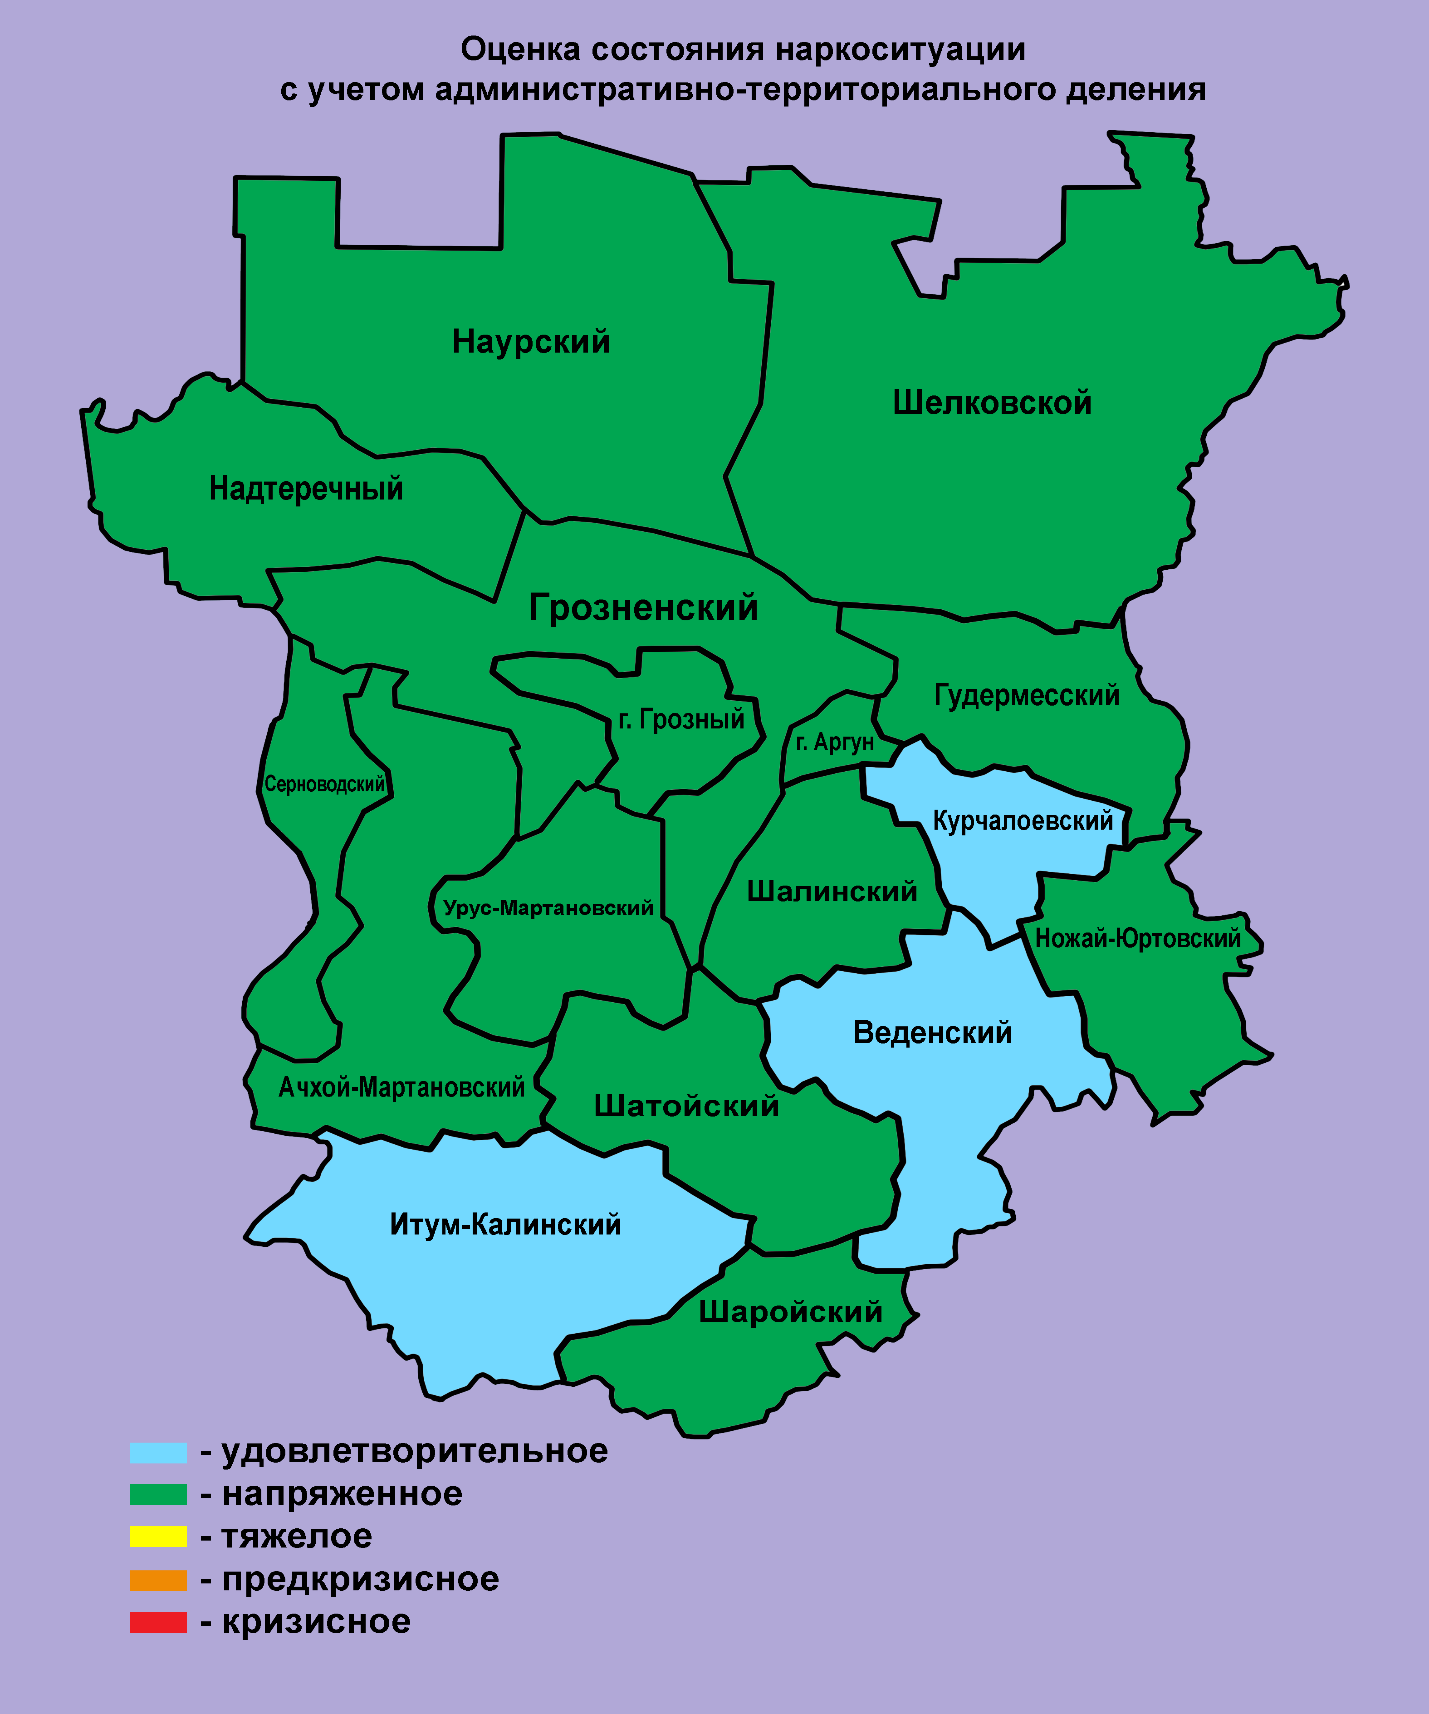 Оценка состояния наркоситуации
с учетом административно-территориального деления
Наурский
Шелковской
Надтеречный
Грозненский
Гудермесский
г. Грозный
г. Аргун
Серноводский
Курчалоевский
Шалинский
Урус-Мартановский
Ножай-Юртовский
Веденский
Ачхой-Мартановский
Шатойский
Итум-Калинский
Шаройский
- удовлетворительное
- напряженное
- тяжелое
- предкризисное
- кризисное